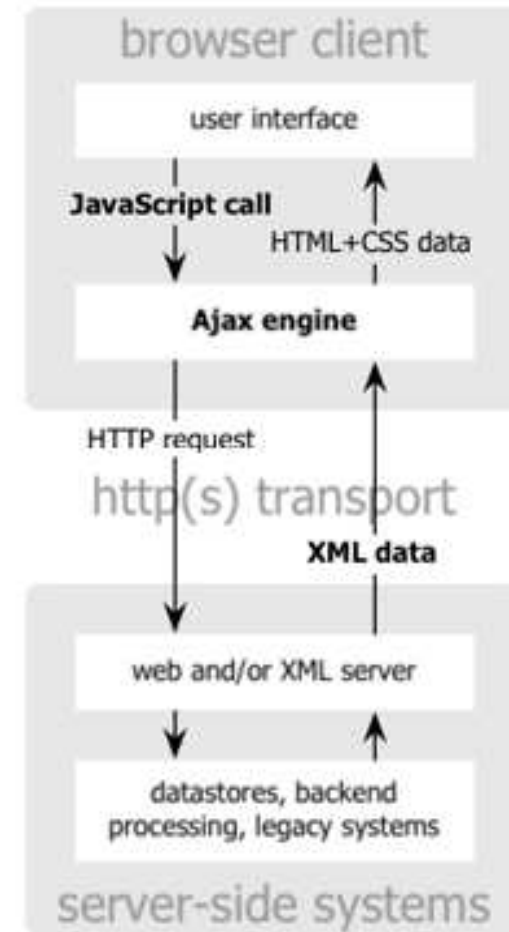 browser client
user interface
JavaScript call
HTML+CSS data
Ajax engine
HTTP request
http(s) transport
XML data
web and/or XML server
datastores, backend
processing, legacy systems
server-side systems